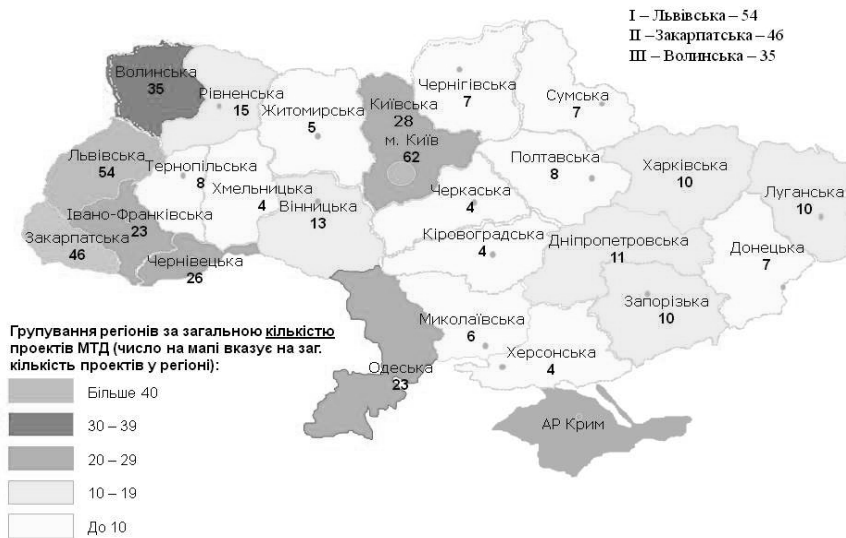 І – Львівська – 54
ІІ –Закарпатська – 46
ІІІ – Волинська – 35
Волинська
35
Рівненська
15
Житомирська
5
Київська
28
м. Київ
62
Чернігівська
7
Сумська
7
Львівська
54
Тернопільська
8
Хмельницька
4
Вінницька
13
Черкаська
4
Полтавська
8
Харківська
10
Луганська
10
Івано-Франківська
23
Закарпатська
46
Чернівецька
26
Кіровоградська
4
Дніпропетровська
11
Донецька
7
Запорізька
10
Миколаївська
6
Херсонська
4
Одеська
23
АР Крим
Групування регіонів за загальною кількістю
проектів МТД (число на мапі вказує на заг.
кількість проектів у регіоні):
Більше 40
30 – 39
20 – 29
10 – 19
До 10